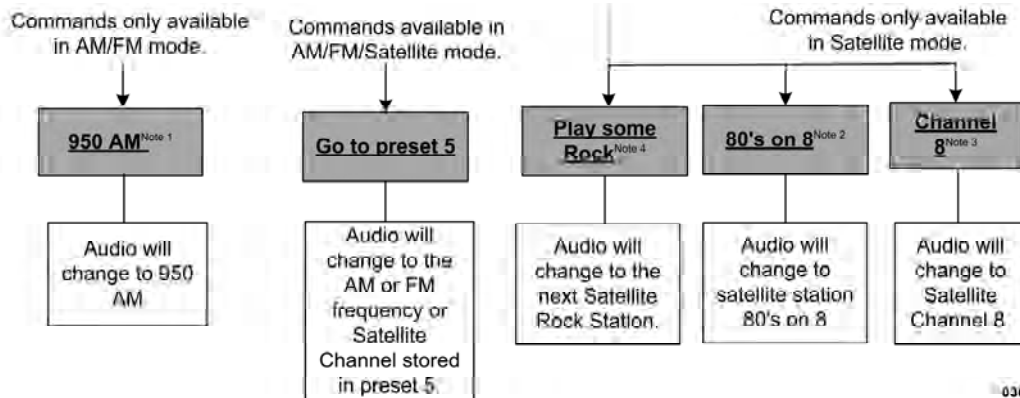 Commands only available
in AM/FM mode.
Commands available in
AM/FM/Satellite mode.
Commands only available
in Satellite mode.
950 AM Note 1
Go to preset 5
Play some
Rock Note 4
80's on 8 Note 2
Channel
8 Note 3
Audio will
change to 950
AM
Audio will
change to the
AM or FM
frequency or
Satellite
Channel stored
in preset 5.
Audio will
change to the
next Satellite
Rock Station.
Audio will
change to
satellite station
80's on 8
Audio will
change to
Satellite
Channel 8